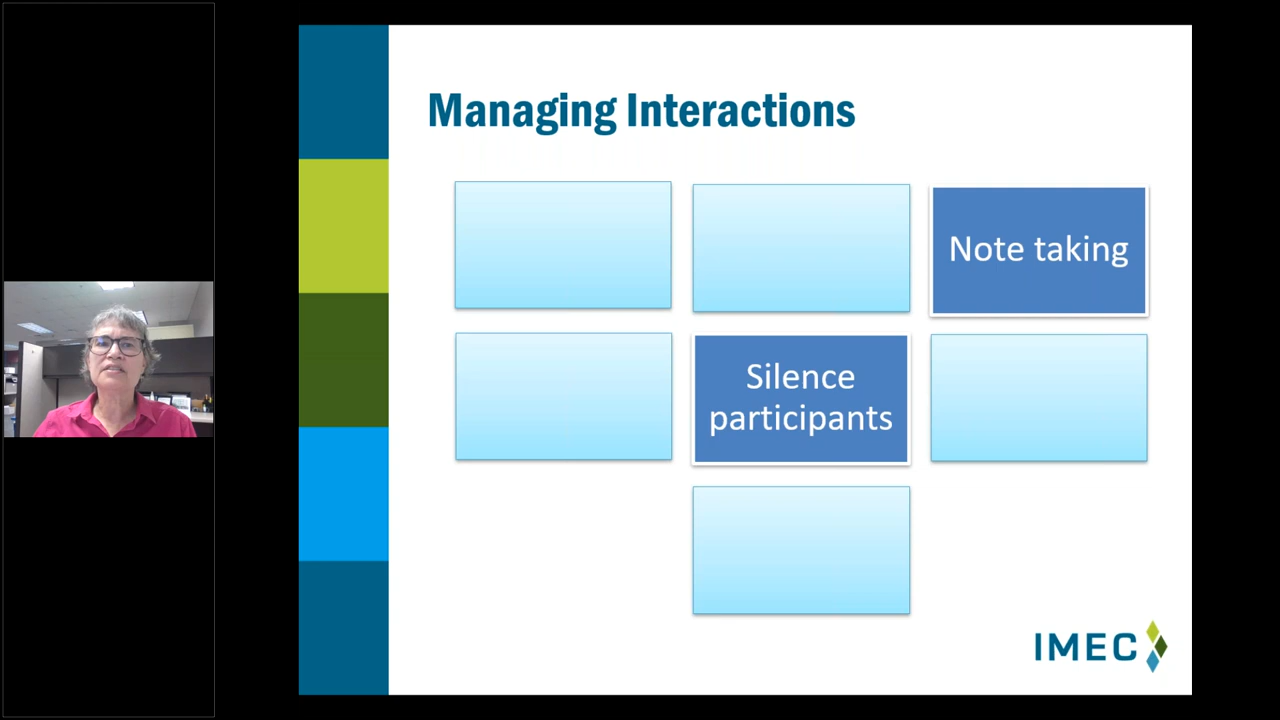 Managing Interactions
Note taking
Silence
participants
IMEC